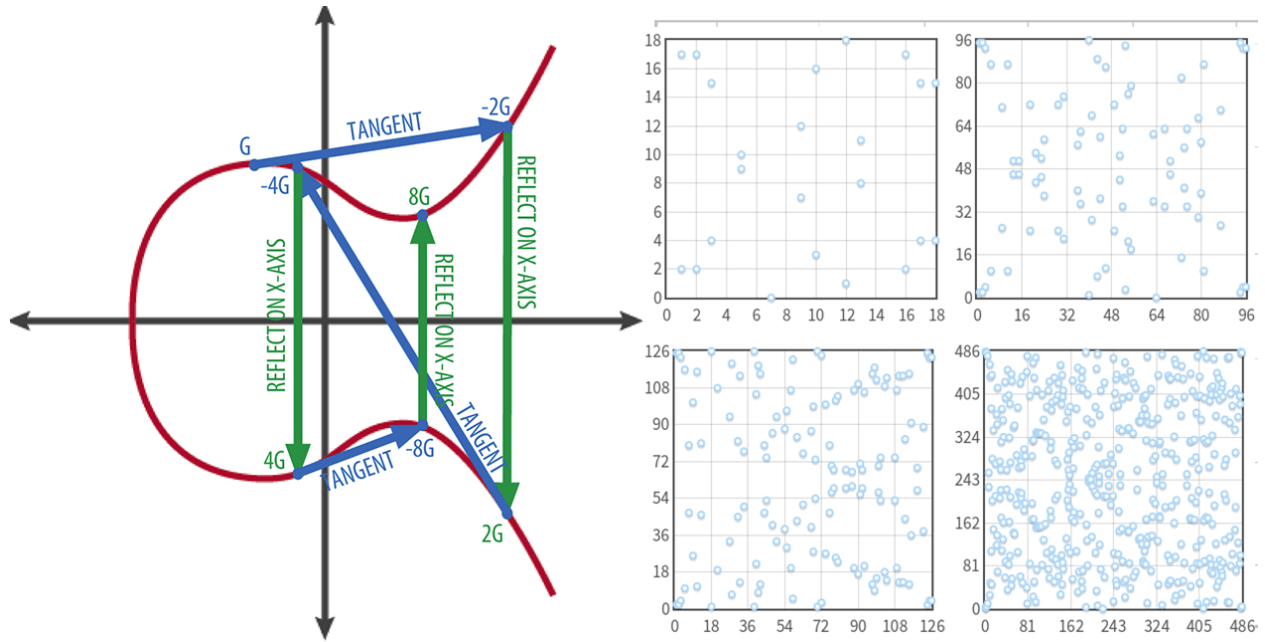 G
TANGENT
-2G
-4G
8G
REFLECT ON X-AXIS
REFLECT ON X-AXIS
REFLECT ON X-AXIS
TANGENT
4G
TANGENT
-8G
2G
18
16
14
12
10
8
6
4
2
0
0 2 4 6 8 10 12 14 16 18
96
80
64
48
32
16
0
0 16 32 48 64 80 96
126
108
90
72
54
36
18
0
0 18 36 54 72 90 108 126
486
405
324
243
162
81
0
0 81 162 243 324 405 486